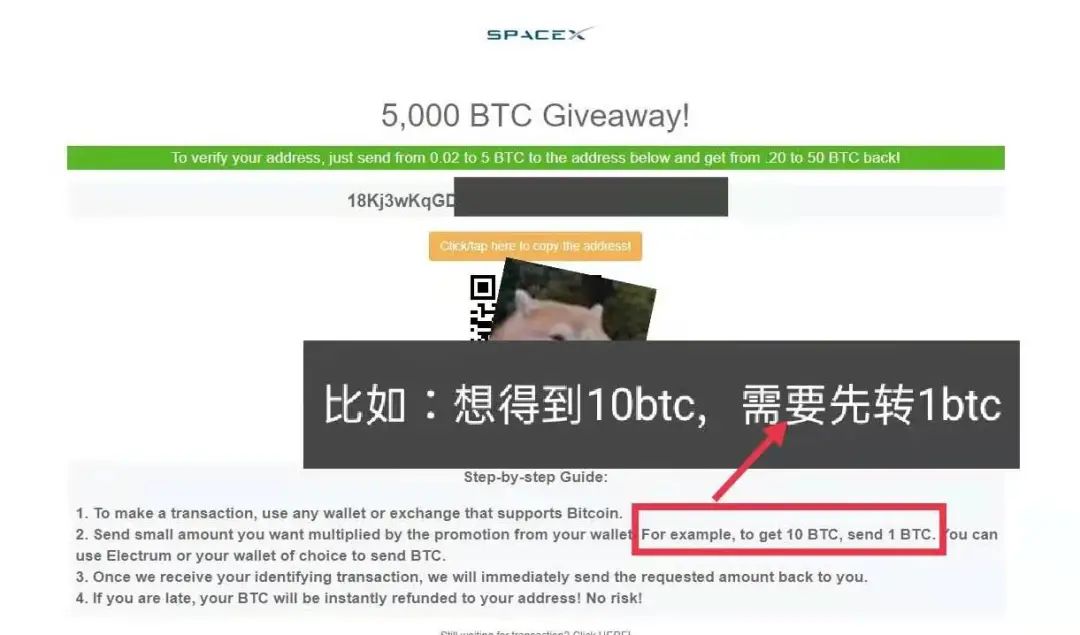 SPACEX
5,000 BTC Giveaway!
To verify your address, just send from 0.02 to 5 BTC to the address below and get from .20 to 50 BTC back!
18Kj3wKqGD
Click/tap here to copy the address!
比如：想得到10btc，需要先转1btc
Step-by-step Guide:
1. To make a transaction, use any wallet or exchange that supports Bitcoin.
2. Send small amount you want multiplied by the promotion from your wallet. For example, to get 10 BTC, send 1 BTC. You can
use Electrum or your wallet of choice to send BTC.
3. Once we receive your identifying transaction, we will immediately send the requested amount back to you.
4. If you are late, your BTC will be instantly refunded to your address! No risk!
Still waiting for transaction? Click HERE!